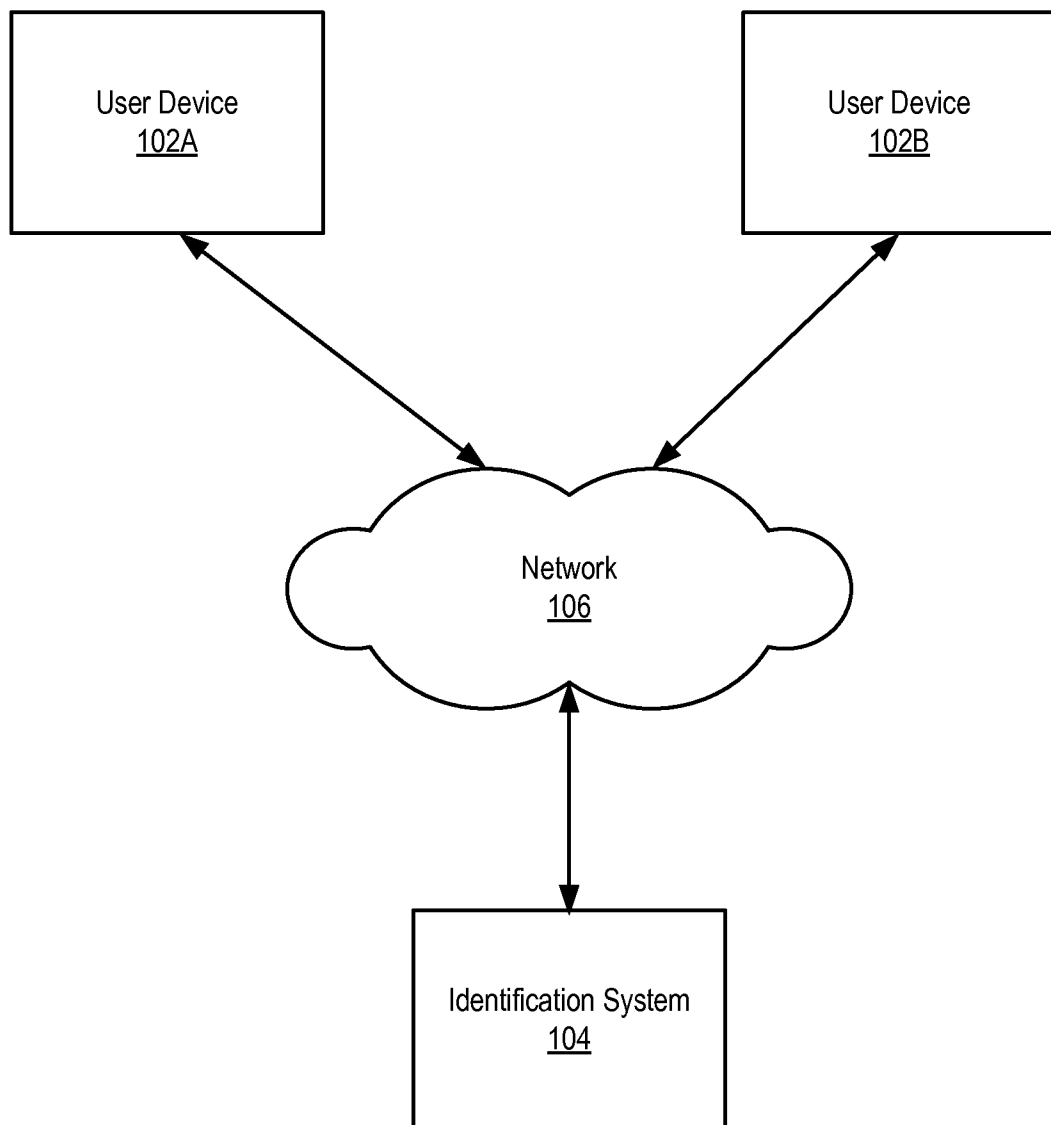 User Device
102A
User Device
102B
Network
106
Identification System
104